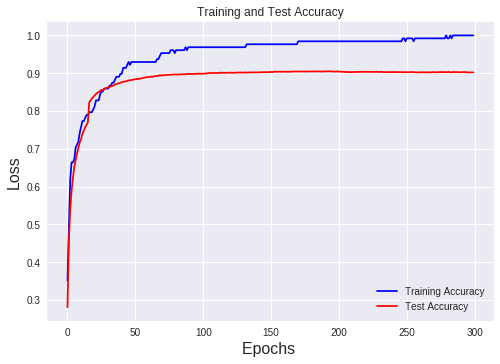 Training and Test Accuracy
Loss
1.0
0.9
0.8
0.7
0.6
0.5
0.4
0.3
0 50 100 150 200 250 300
Epochs
Training Accuracy
Test Accuracy